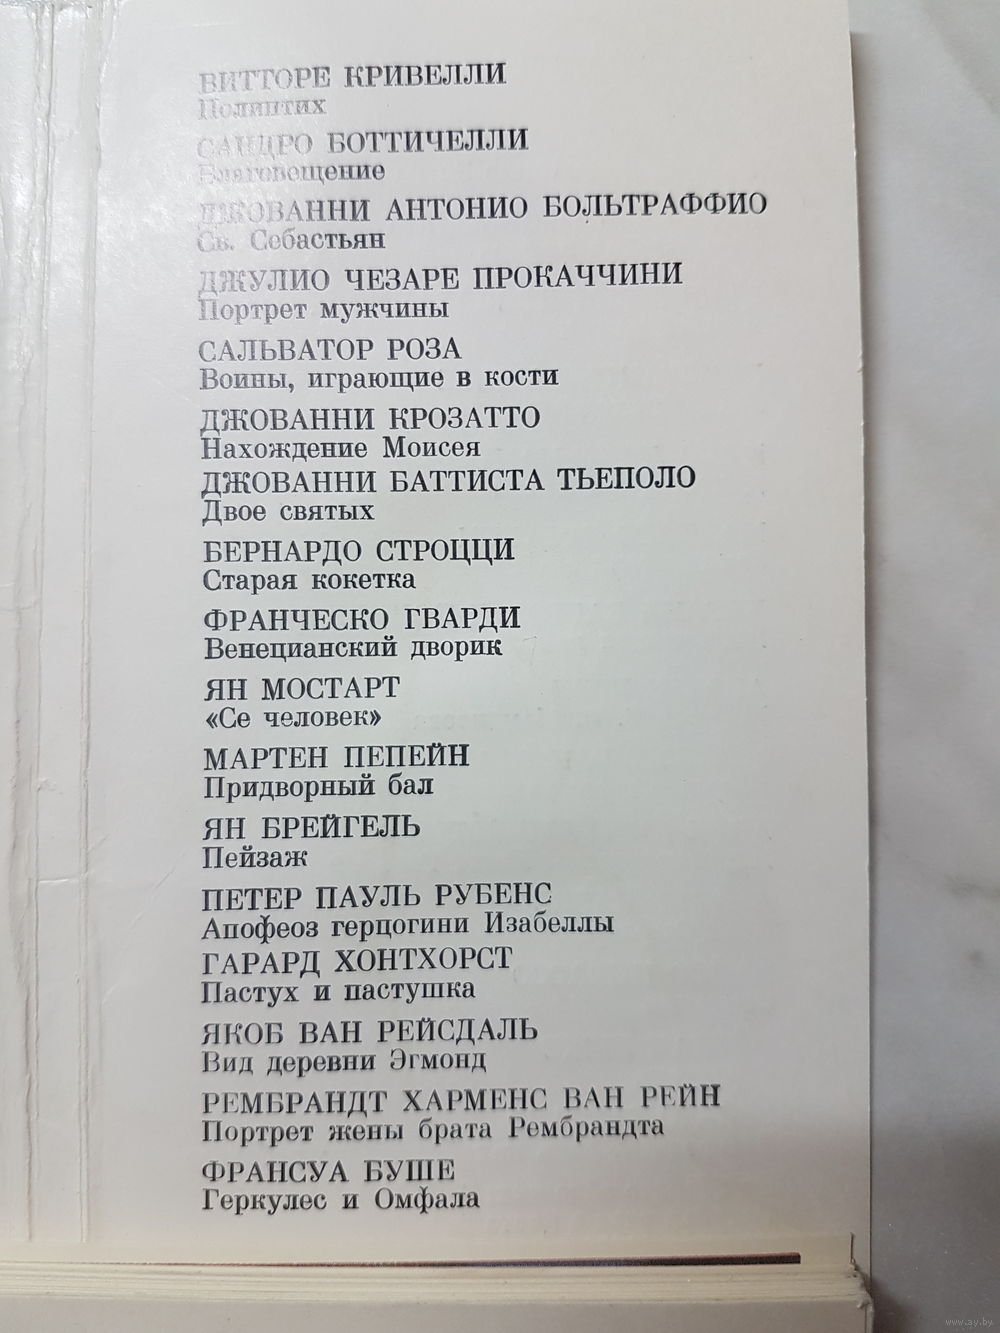 ВИТТОРЕ КРИВЕЛЛИ
Полиптих
САНДРО БОТТИЧЕЛЛИ
Благовещение
ДЖОВАННИ АНТОНИО БОЛЬТРАФФИО
Св. Себастьян
ДЖУЛИО ЧЕЗАРЕ ПРОКАЧЧИНИ
Портрет мужчины
САЛЬВАТОР РОЗА
Воины, играющие в кости
ДЖОВАННИ КРОЗАТТО
Нахождение Моисея
ДЖОВАННИ БАТТИСТА ТЬЕПОЛО
Двое святых
БЕРНАРДО СТРОЦЦИ
Старая кокетка
ФРАНЧЕСКО ГВАРДИ
Венецианский дворик
ЯН МОСТАРТ
«Се человек»
МАРТЕН ПЕПЕЙН
Придворный бал
ЯН БРЕЙГЕЛЬ
Пейзаж
ПЕТЕР ПАУЛЬ РУБЕНС
Апофеоз герцогини Изабеллы
ГАРАРД ХОНТХОРСТ
Пастух и пастушка
ЯКОБ ВАН РЕЙСДАЛЬ
Вид деревни Эгмонд
РЕМБРАНДТ ХАРМЕНС ВАН РЕЙН
Портрет жены брата Рембрандта
ФРАНСУА БУШЕ
Геркулес и Омфала
www.ay.by